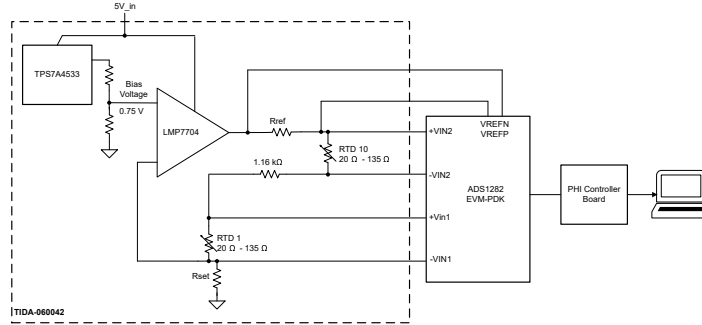 5V_in
TPS7A4533
Bias
Voltage
0.75 V
LMP7704
Rref
1.16 kΩ
RTD 10
20 Ω - 135 Ω
RTD 1
20 Ω - 135 Ω
Rset
+VIN2
-VIN2
+Vin1
-VIN1
VREFN
VREFP
ADS1282
EVM-PDK
PHI Controller
Board
TIDA-060042